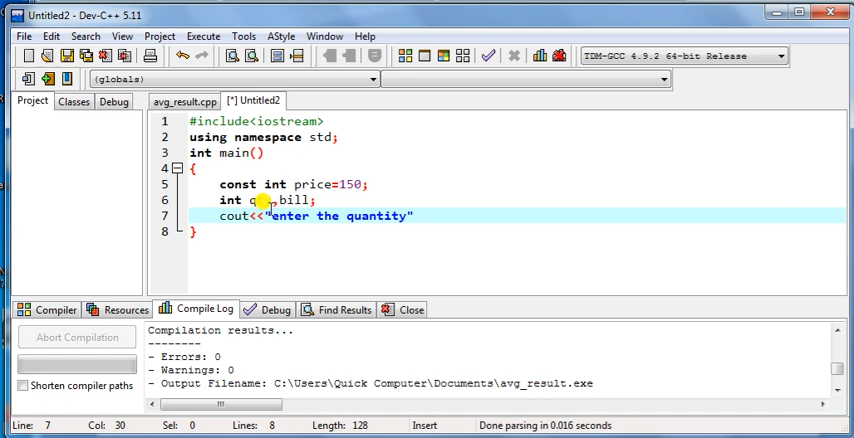 Untitled2 - Dev-C++ 5.11
File Edit Search View Project Execute Tools AStyle Window Help
TDM-GCC 4.9.2 64-bit Release
(globals)
Project Classes Debug avg_result.cpp [*] Untitled2
1 #include<iostream>
2 using namespace std;
3 int main()
4 {
5 const int price=150;
6 int ,bill;
7 cout<<"enter the quantity"
8 }
Compiler Resources Compile Log Debug Find Results Close
Abort Compilation
Shorten compiler paths
Compilation results...
--------
- Errors: 0
- Warnings: 0
- Output Filename: C:\Users\Quick Computer\Documents\avg_result.exe
Line: 7 Col: 30 Sel: 0 Lines: 8 Length: 128 Insert Done parsing in 0.016 seconds